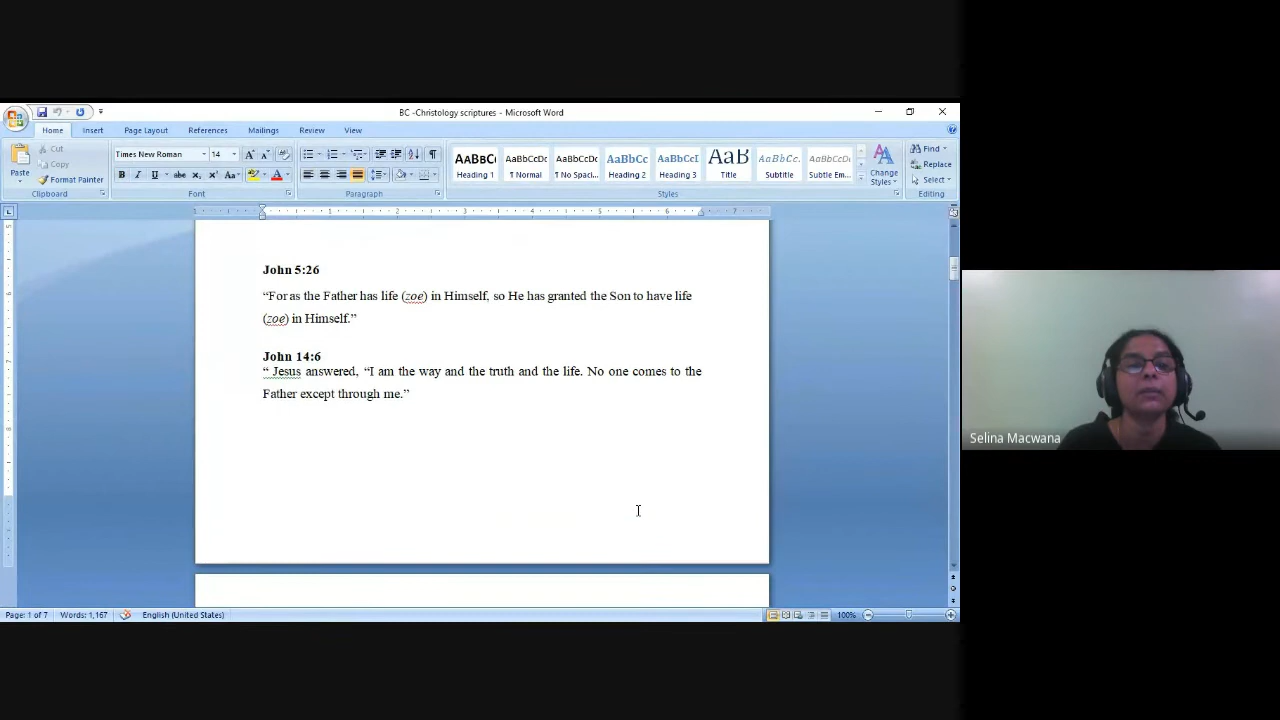 BC -Christology scriptures - Microsoft Word
Home Insert Page Layout References Mailings Review View
Paste
Cut
Copy
Format Painter
Clipboard
Times New Roman 14
Font
Paragraph
AaBbC Heading 1
AaBbCcDc ¶ Normal
AaBbCcDc ¶ No Spaci...
AaBbCc Heading 2
AaBbCcI Heading 3
AaB Title
AaBbCc. Subtitle
AaBbCcDc Subtle Em...
Change Styles
Styles
Find
Replace
Select
Editing
John 5:26
“For as the Father has life (zoe) in Himself, so He has granted the Son to have life
(zoe) in Himself.”
John 14:6
“ Jesus answered, “I am the way and the truth and the life. No one comes to the
Father except through me.”
Selina Macwana
Page: 1 of 7 Words: 1,167 English (United States) 100%